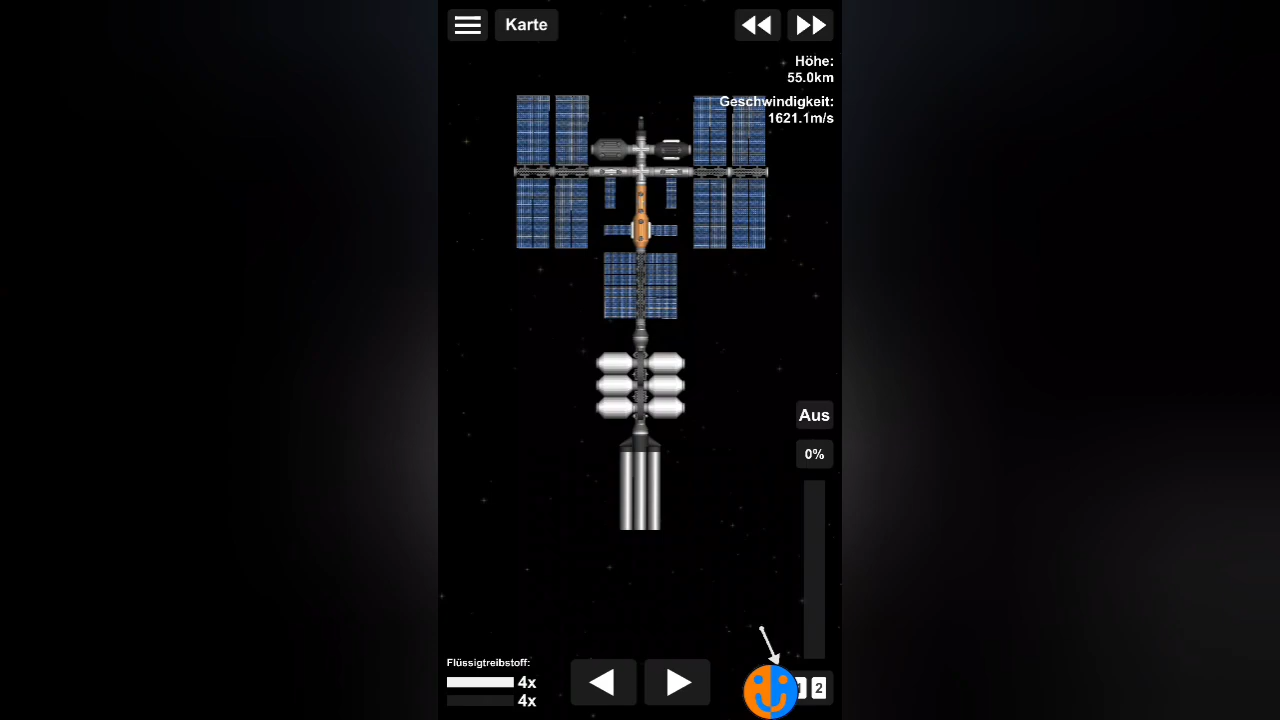 Karte
Höhe:
55.0km
Geschwindigkeit:
1621.1m/s
Aus
0%
Flüssigtreibstoff:
4x
4x
2